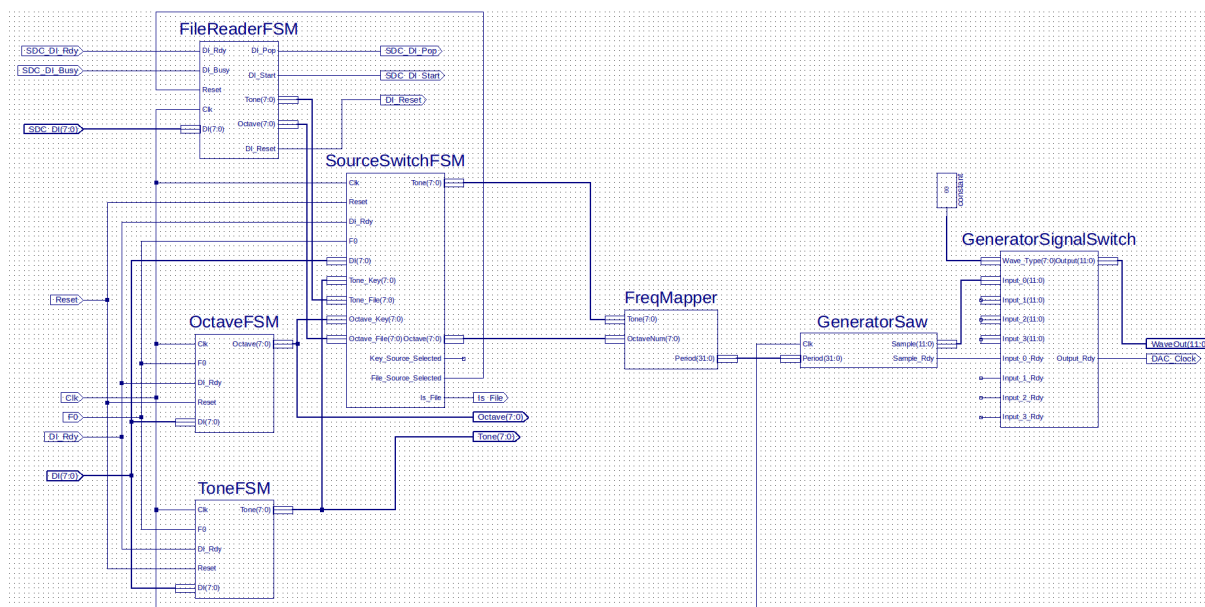 FileReaderFSM
SDC_DI_Rdy
SDC_DI_Busy
SDC_DI(7:0)
DI_Rdy
DI_Busy
Reset
Clk
DI(7:0)
DI_Pop
DI_Start
Tone(7:0)
Octave(7:0)
DI_Reset
SDC_DI_Pop
SDC_DI_Start
DI_Reset
SourceSwitchFSM
Clk
Reset
DI_Rdy
F0
DI(7:0)
Tone_Key(7:0)
Tone_File(7:0)
Octave_Key(7:0)
Octave_File(7:0)
Tone(7:0)
Octave(7:0)
Key_Source_Selected
File_Source_Selected
Is_File
Is_File
Octave(7:0)
Tone(7:0)
Reset
Clk
F0
DI_Rdy
DI(7:0)
OctaveFSM
Clk
F0
DI_Rdy
Reset
DI(7:0)
Octave(7:0)
ToneFSM
Clk
F0
DI_Rdy
Reset
DI(7:0)
Tone(7:0)
FreqMapper
Tone(7:0)
OctaveNum(7:0)
Period(31:0)
GeneratorSaw
Clk
Period(31:0)
Sample(11:0)
Sample_Rdy
constant
GeneratorSignalSwitch
Wave_Type(7:0)
Input_0(11:0)
Input_1(11:0)
Input_2(11:0)
Input_3(11:0)
Input_0_Rdy
Input_1_Rdy
Input_2_Rdy
Input_3_Rdy
Output(11:0)
Output_Rdy
WaveOut(11:0
DAC_Clock